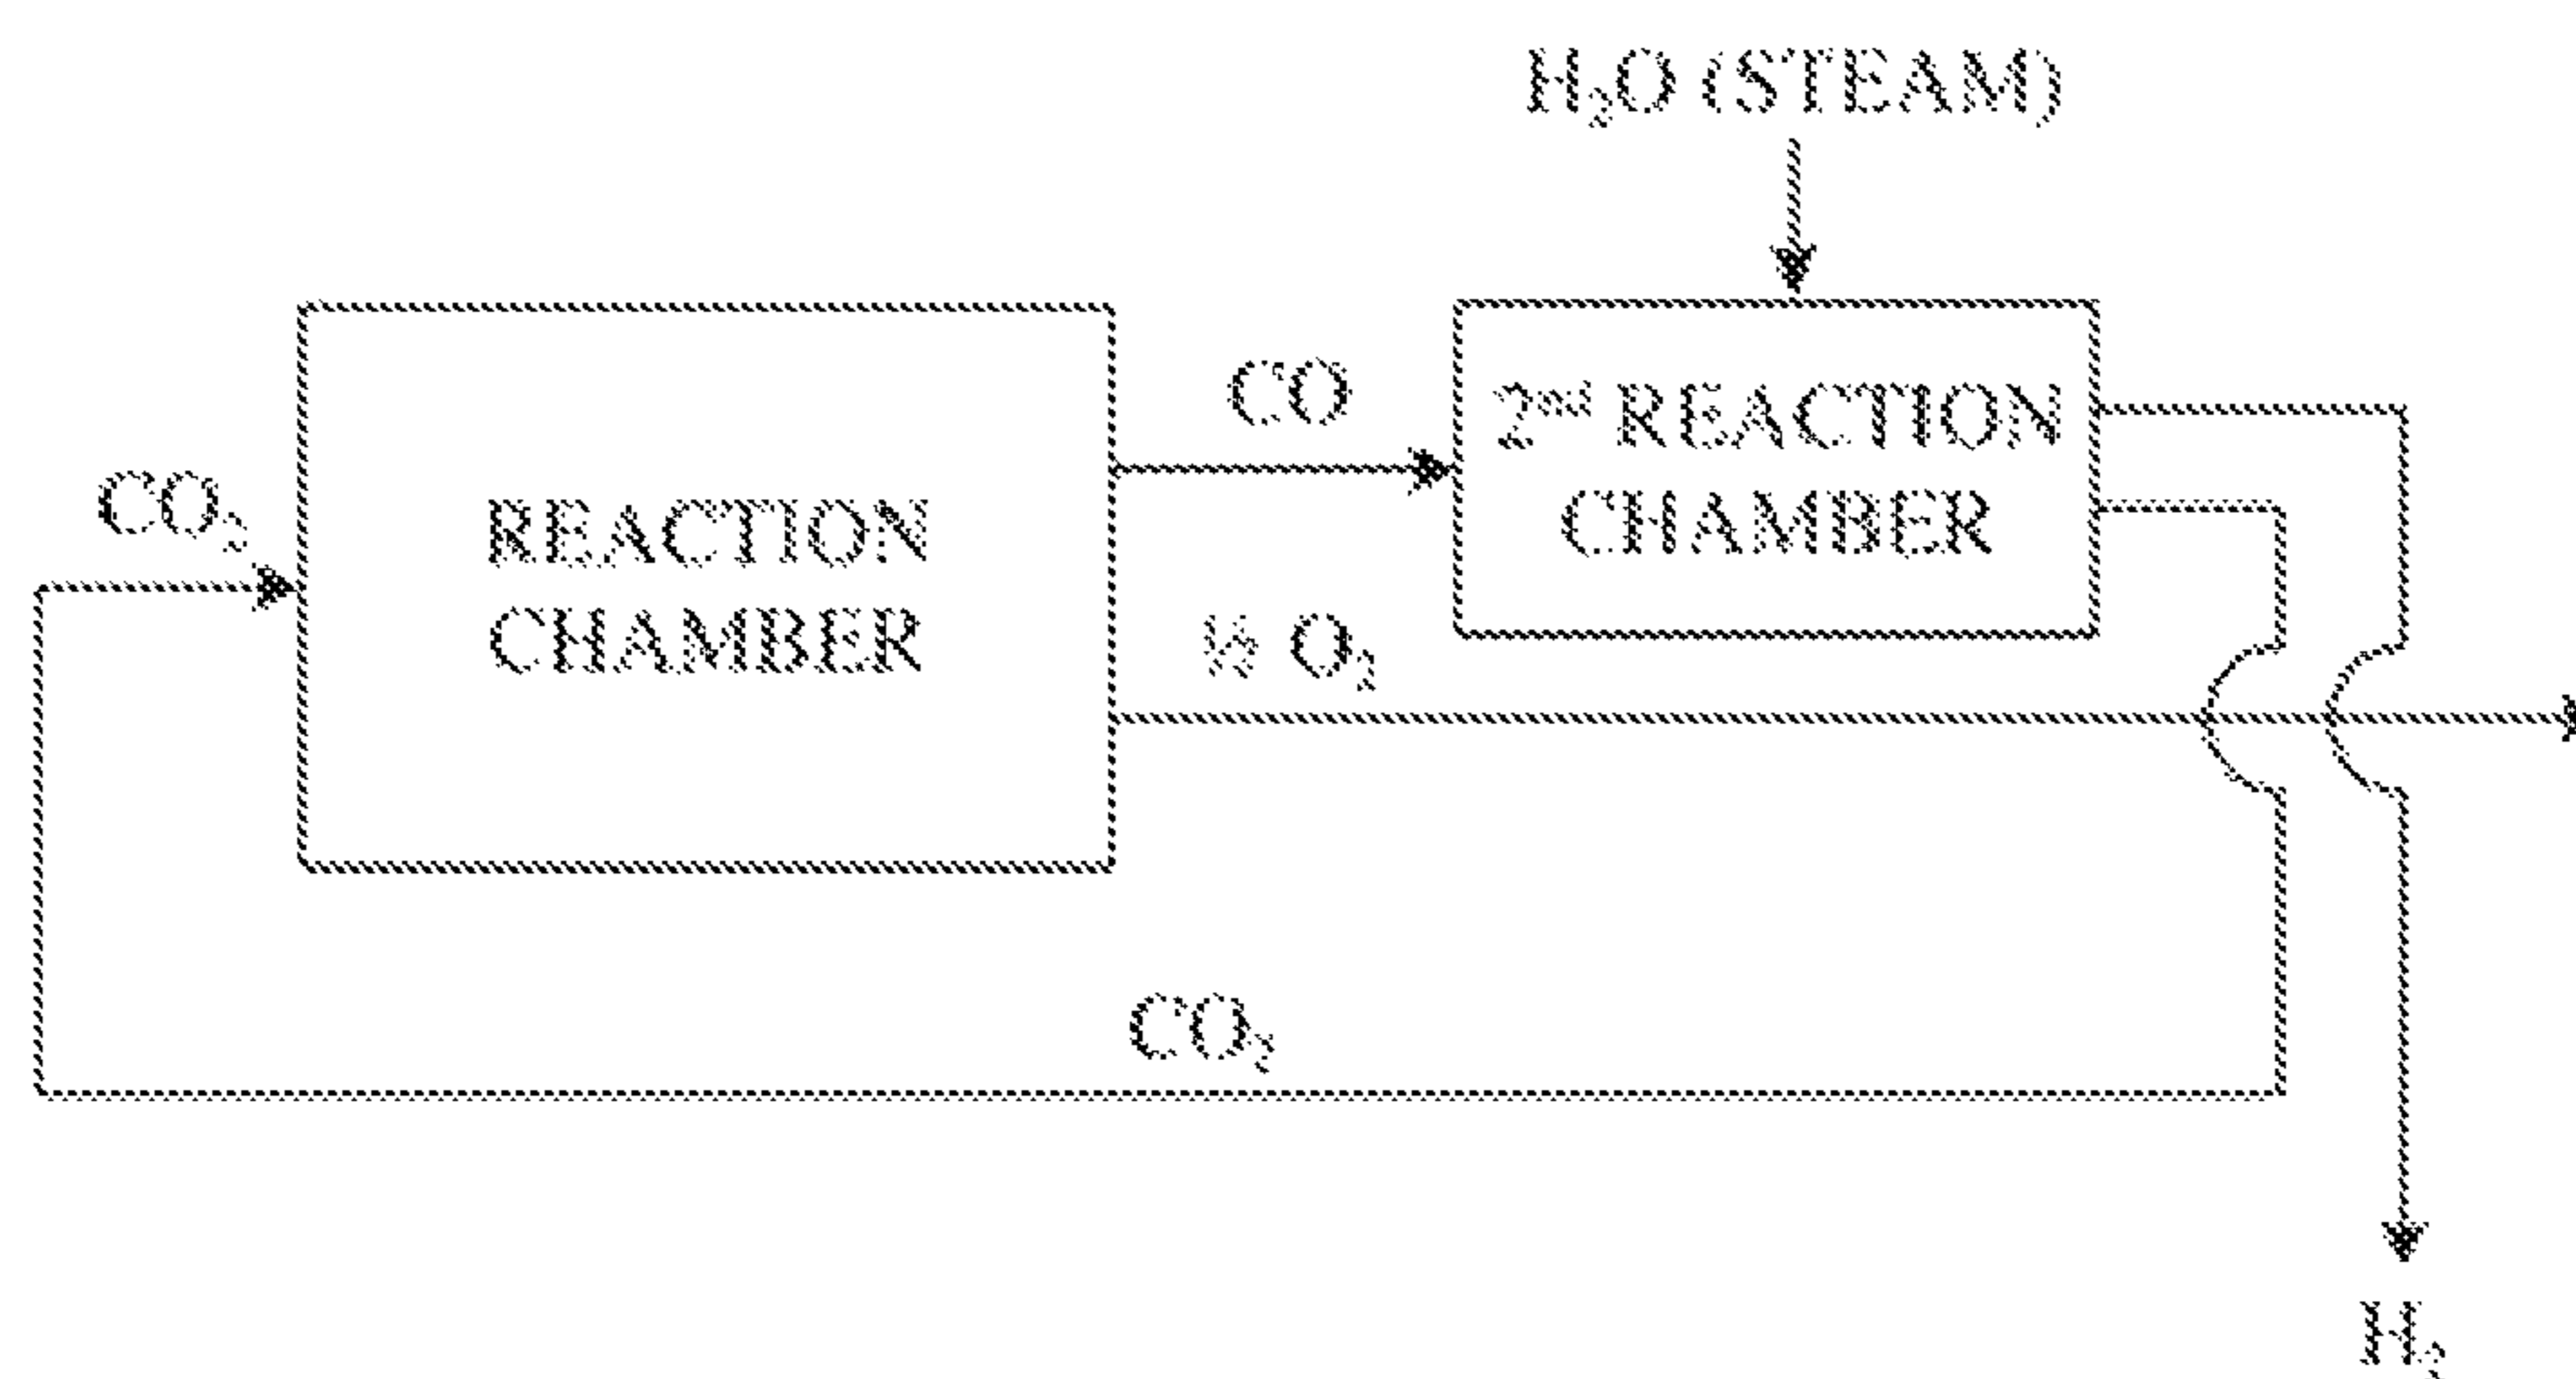 H₂O (STEAM)
CO₂
REACTION
CHAMBER
CO
½ O₂
2ⁿᵈ REACTION
CHAMBER
CO₂
H₂